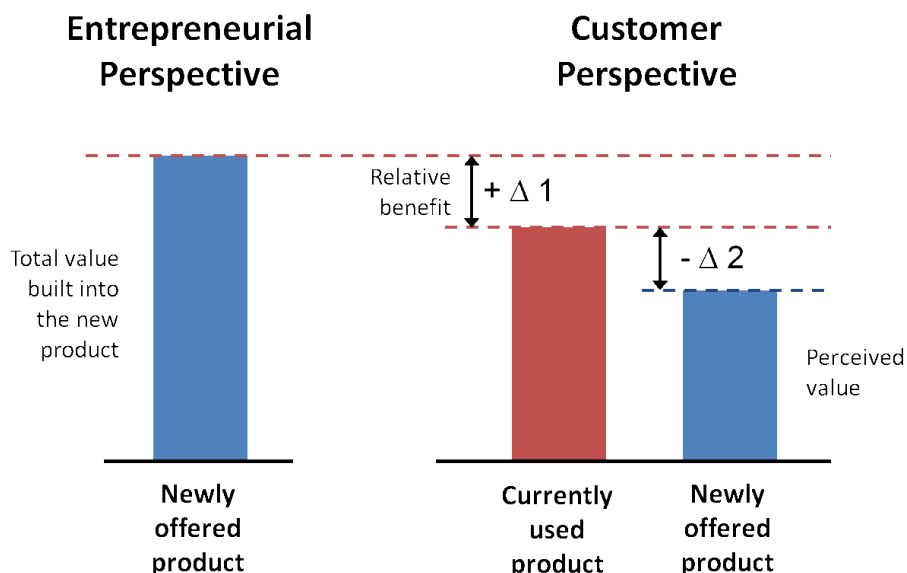 Entrepreneurial
Perspective
Customer
Perspective
Relative
benefit
+ Δ 1
Total value
built into
the new
product
- Δ 2
Perceived
value
Newly
offered
product
Currently
used
product
Newly
offered
product